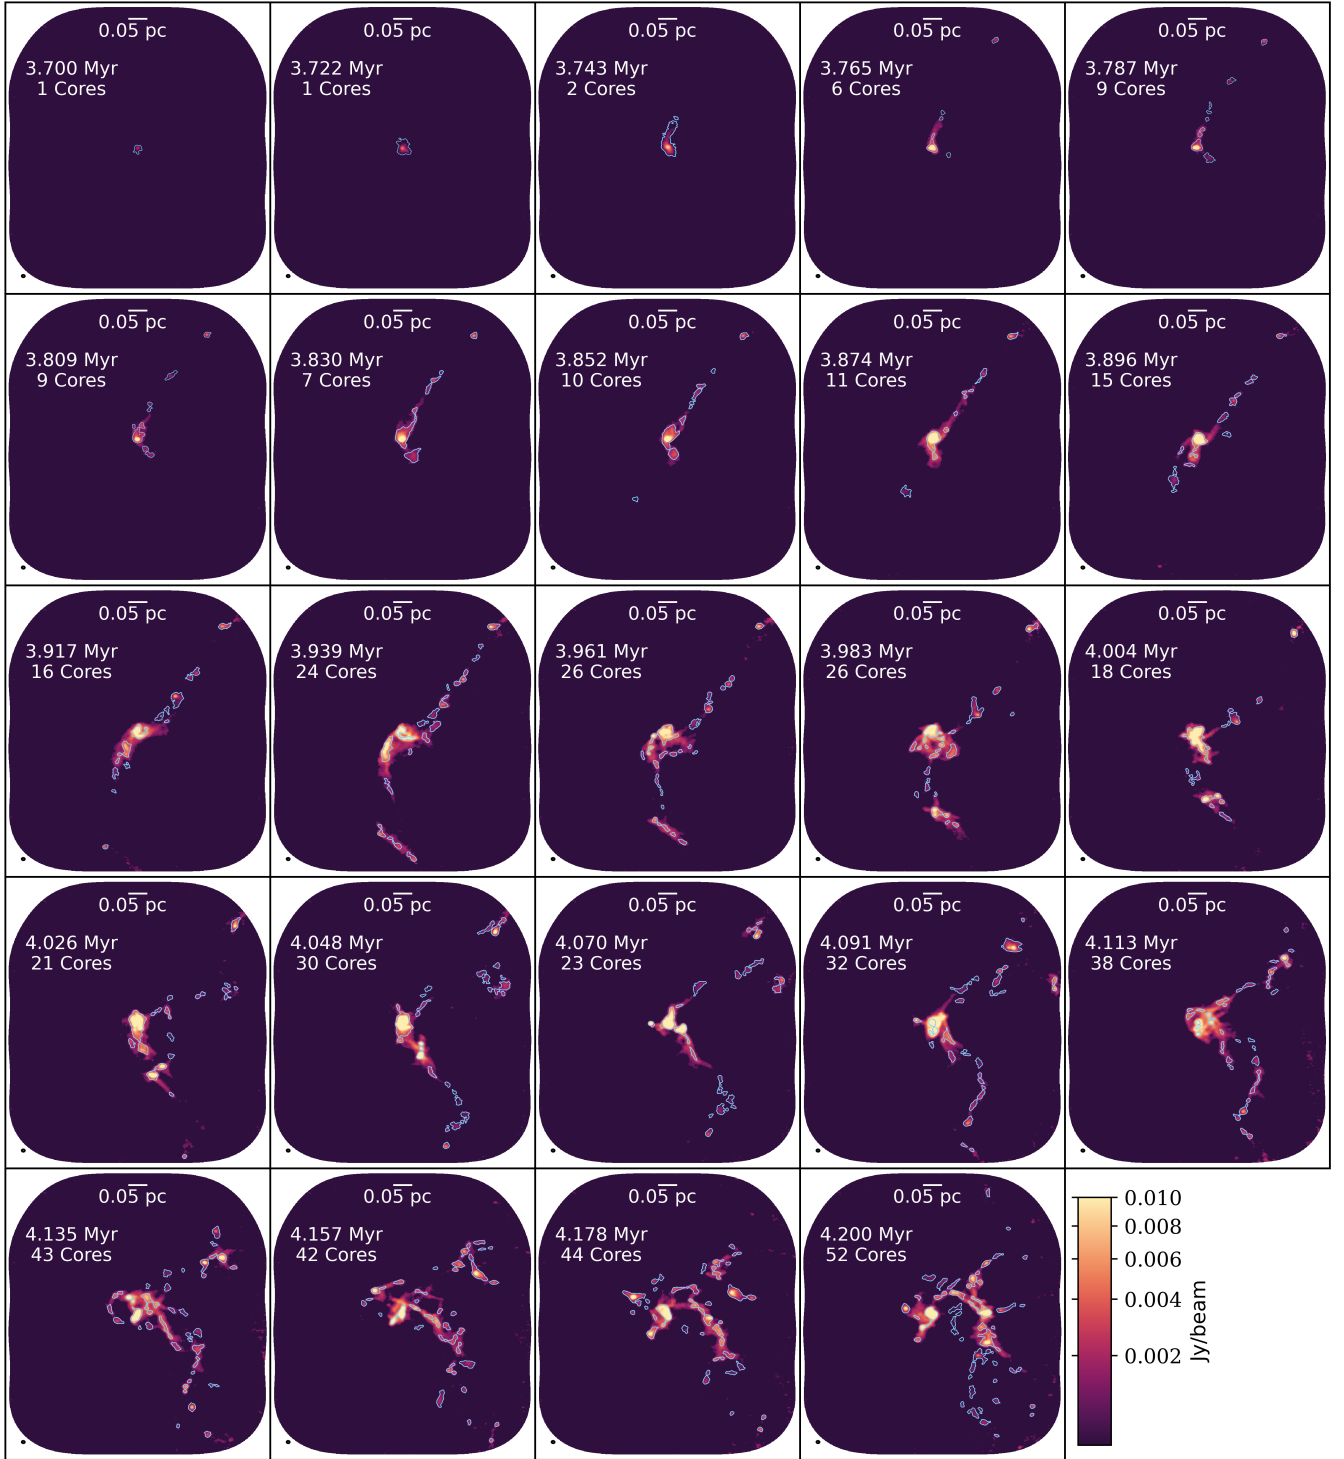 0.05 pc
3.700 Myr
1 Cores
0.05 pc
3.722 Myr
1 Cores
0.05 pc
3.743 Myr
2 Cores
0.05 pc
3.765 Myr
6 Cores
0.05 pc
3.787 Myr
9 Cores
0.05 pc
3.809 Myr
9 Cores
0.05 pc
3.830 Myr
7 Cores
0.05 pc
3.852 Myr
10 Cores
0.05 pc
3.874 Myr
11 Cores
0.05 pc
3.896 Myr
15 Cores
0.05 pc
3.917 Myr
16 Cores
0.05 pc
3.939 Myr
24 Cores
0.05 pc
3.961 Myr
26 Cores
0.05 pc
3.983 Myr
26 Cores
0.05 pc
4.004 Myr
18 Cores
0.05 pc
4.026 Myr
21 Cores
0.05 pc
4.048 Myr
30 Cores
0.05 pc
4.070 Myr
23 Cores
0.05 pc
4.091 Myr
32 Cores
0.05 pc
4.113 Myr
38 Cores
0.05 pc
4.135 Myr
43 Cores
0.05 pc
4.157 Myr
42 Cores
0.05 pc
4.178 Myr
44 Cores
0.05 pc
4.200 Myr
52 Cores
0.010
0.008
0.006
0.004
0.002
Jy/beam